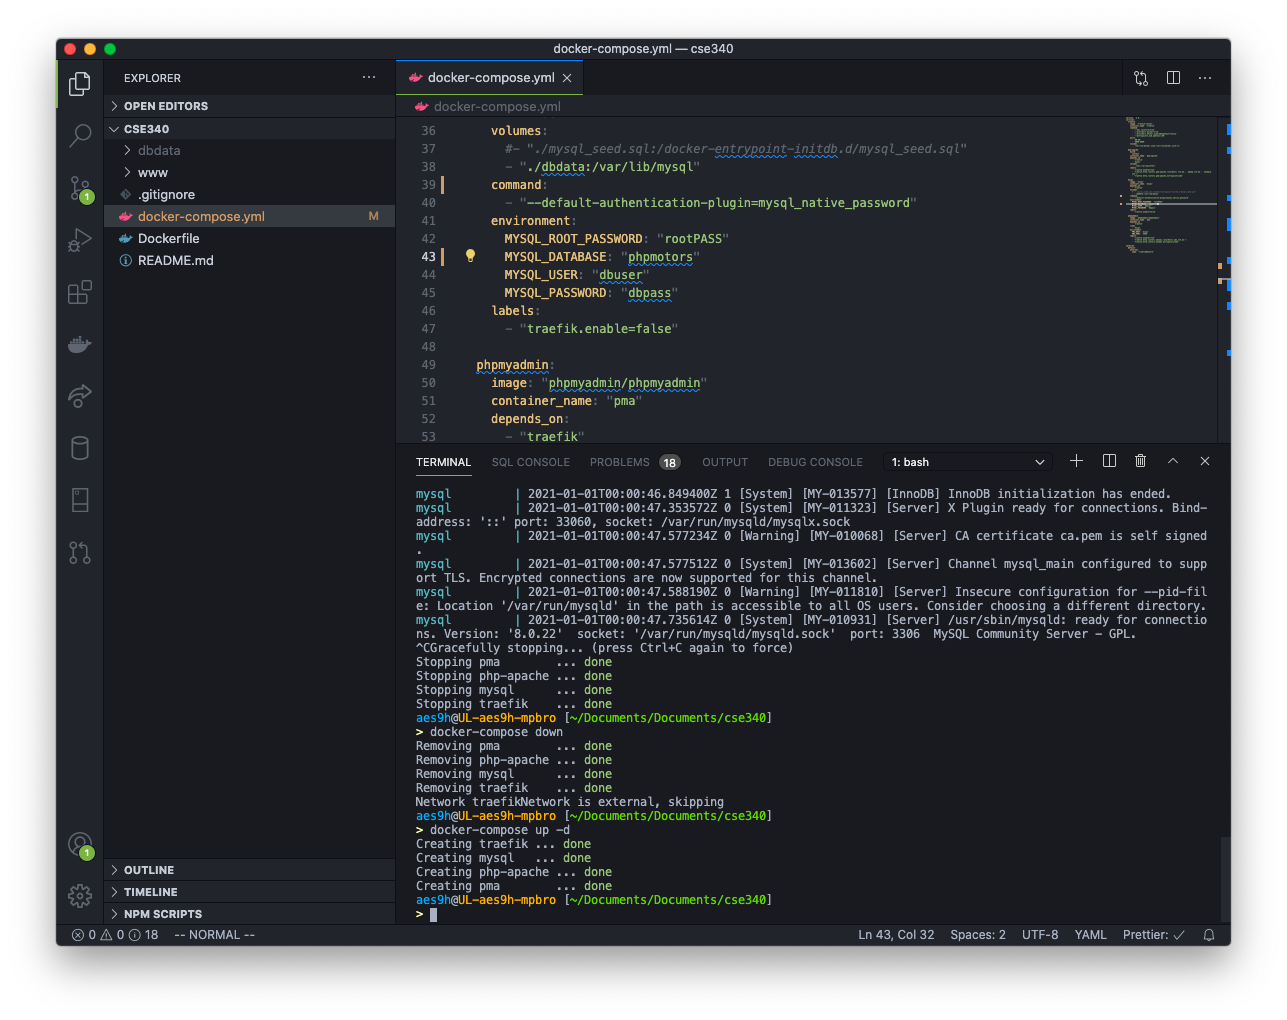 docker-compose.yml — cse340
EXPLORER
OPEN EDITORS
CSE340
dbdata
www
.gitignore
docker-compose.yml M
Dockerfile
README.md
OUTLINE
TIMELINE
NPM SCRIPTS
1
1
docker-compose.yml
docker-compose.yml
36 volumes:
37 #- "./mysql_seed.sql:/docker-entrypoint-initdb.d/mysql_seed.sql"
38 - "./dbdata:/var/lib/mysql"
39 command:
40 - "--default-authentication-plugin=mysql_native_password"
41 environment:
42 MYSQL_ROOT_PASSWORD: "rootPASS"
43 MYSQL_DATABASE: "phpmotors"
44 MYSQL_USER: "dbuser"
45 MYSQL_PASSWORD: "dbpass"
46 labels:
47 - "traefik.enable=false"
48
49 phpmyadmin:
50 image: "phpmyadmin/phpmyadmin"
51 container_name: "pma"
52 depends_on:
53 - "traefik"
TERMINAL SQL CONSOLE PROBLEMS 18 OUTPUT DEBUG CONSOLE 1: bash
mysql | 2021-01-01T00:00:46.849400Z 1 [System] [MY-013577] [InnoDB] InnoDB initialization has ended.
mysql | 2021-01-01T00:00:47.353572Z 0 [System] [MY-011323] [Server] X Plugin ready for connections. Bind-
address: '::' port: 33060, socket: /var/run/mysqld/mysqlx.sock
mysql | 2021-01-01T00:00:47.577234Z 0 [Warning] [MY-010068] [Server] CA certificate ca.pem is self signed
.
mysql | 2021-01-01T00:00:47.577512Z 0 [System] [MY-013602] [Server] Channel mysql_main configured to supp
ort TLS. Encrypted connections are now supported for this channel.
mysql | 2021-01-01T00:00:47.588190Z 0 [Warning] [MY-011810] [Server] Insecure configuration for --pid-fil
e: Location '/var/run/mysqld' in the path is accessible to all OS users. Consider choosing a different directory.
mysql | 2021-01-01T00:00:47.735614Z 0 [System] [MY-010931] [Server] /usr/sbin/mysqld: ready for connectio
ns. Version: '8.0.22'  socket: '/var/run/mysqld/mysqld.sock'  port: 3306  MySQL Community Server - GPL.
^CGracefully stopping... (press Ctrl+C again to force)
Stopping pma ... done
Stopping php-apache ... done
Stopping mysql ... done
Stopping traefik ... done
aes9h@UL-aes9h-mpbro [~/Documents/Documents/cse340]
> docker-compose down
Removing pma ... done
Removing php-apache ... done
Removing mysql ... done
Removing traefik ... done
Network traefikNetwork is external, skipping
aes9h@UL-aes9h-mpbro [~/Documents/Documents/cse340]
> docker-compose up -d
Creating traefik ... done
Creating mysql ... done
Creating php-apache ... done
Creating pma ... done
aes9h@UL-aes9h-mpbro [~/Documents/Documents/cse340]
>
0 0 18 -- NORMAL -- Ln 43, Col 32 Spaces: 2 UTF-8 YAML Prettier: ✓